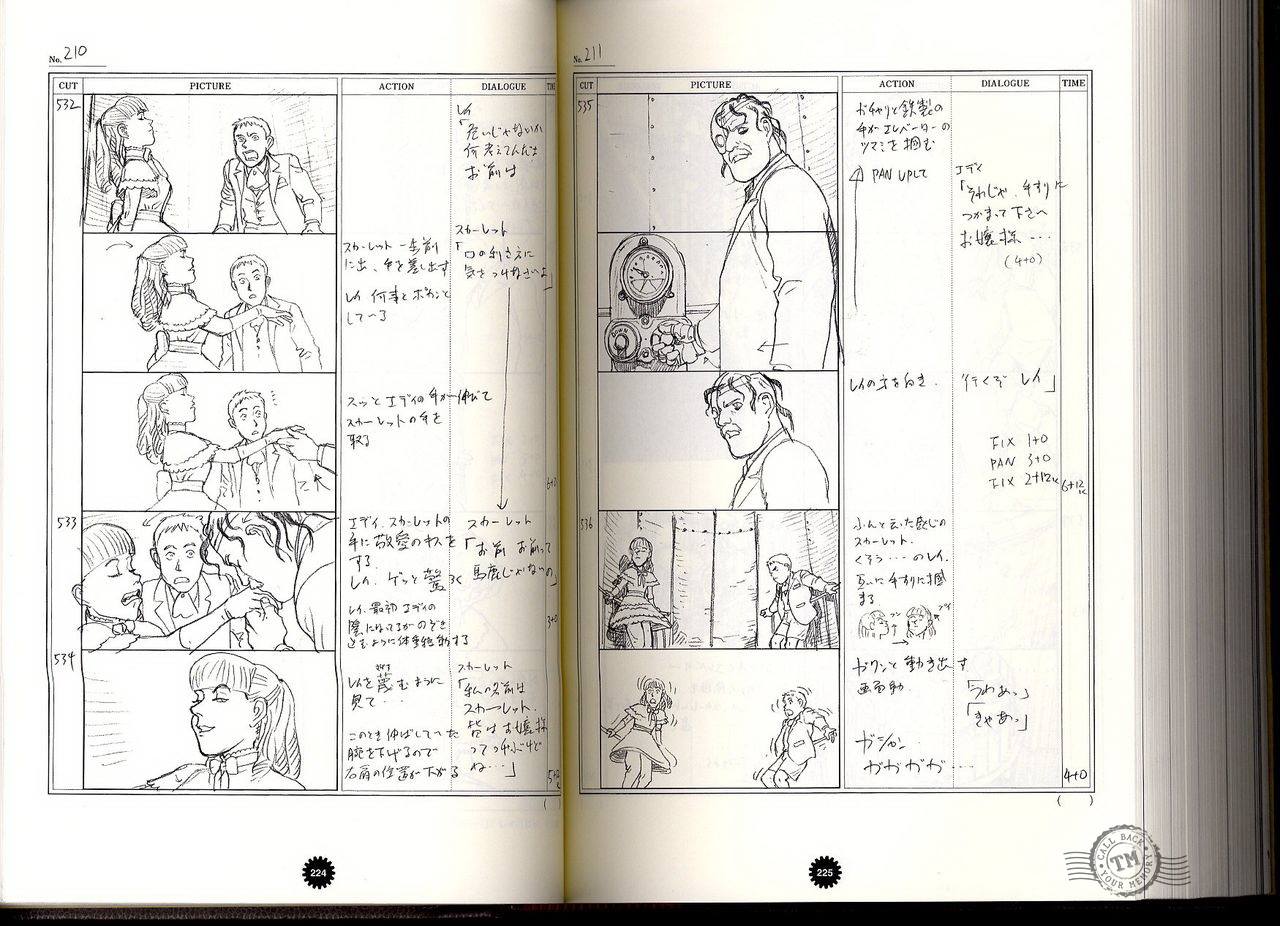 No. 210
CUT PICTURE ACTION DIALOGUE
532
レイ
「危いじゃないか
何考えてんだよ
お前は
スカーレット 一歩前
に出、手を差し出す
レイ 何事とポカンと
している
スカーレット
「口の利き方に
気をつけなさいよ」
スッとエディの手が伸びて
スカーレットの手を
取る
6+0
533
エディ、スカーレットの
手に敬愛のキスを
する
レイ、ゲッと驚く
レイ、最初エディの
陰になってるがのぞき
込むように体重移動する
スカーレット
「お前 お前って
馬鹿じゃないの」
3+0
534
レイを蔑むように
見て・・
このとき伸ばしていた
腕を下げるので
右肩の位置が下がる
スカーレット
「私の名前は
スカーレット.
皆はお嬢様
って呼ぶけど
ね・・・」
224
No. 211
CUT PICTURE ACTION DIALOGUE TIME
535
ガチャリと鉄製の
手がエレベーターの
ツマミを掴む
PAN UPして
エディ
「それじゃ、手すりに
つかまって下さい
お嬢様・・・
(4+0)
DOWN
レイの方を向き.
行くぞ レイ」
FIX 1+0
PAN 3+0
FIX 2+12K
6+12K
536
ふんと云った感じの
スカーレット.
くそう・・・のレイ.
互いに手すりに掴
まる
ガクンと動き出す
画面動.
「うわあっ」
「きゃあっ」
ガシャン..
ガガガガ・・・
4+0
( )
225
CALL BACK
TM
YOUR MEMORY